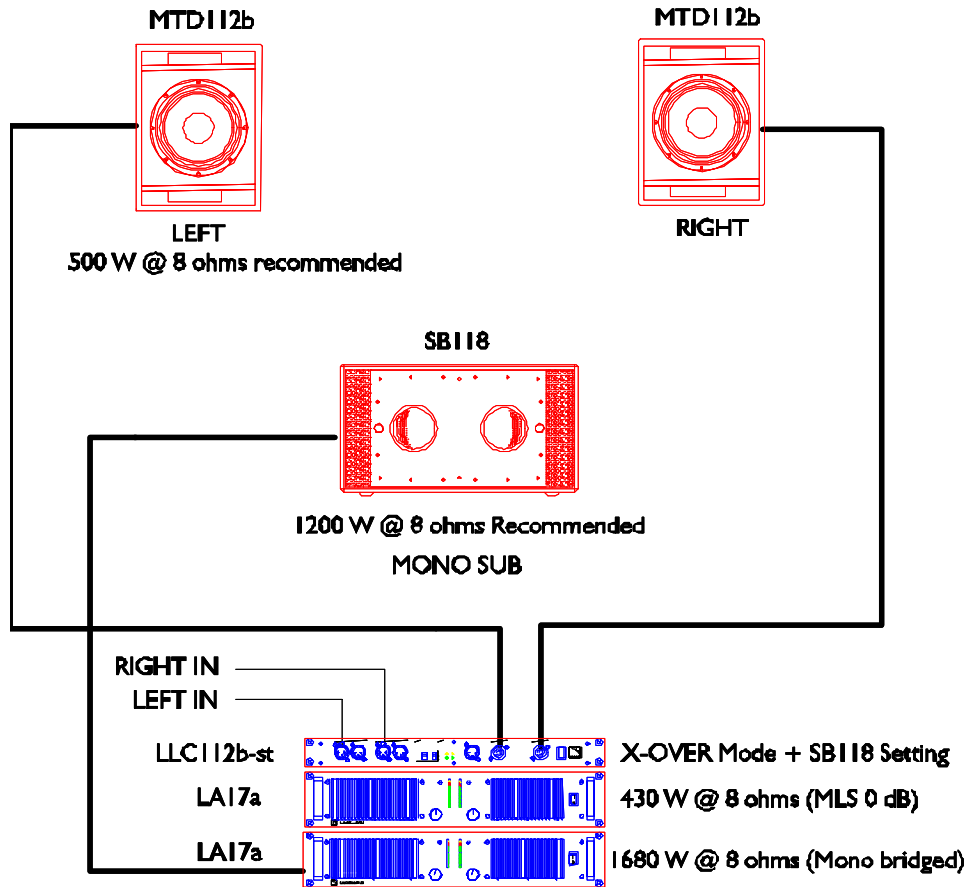 MTD112b
MTD112b
LEFT
RIGHT
500 W @ 8 ohms recommended
SB118
1200 W @ 8 ohms Recommended
MONO SUB
RIGHT IN
LEFT IN
LLC112b-st
X-OVER Mode + SB118 Setting
LA17a
430 W @ 8 ohms (MLS 0 dB)
LA17a
1680 W @ 8 ohms (Mono bridged)